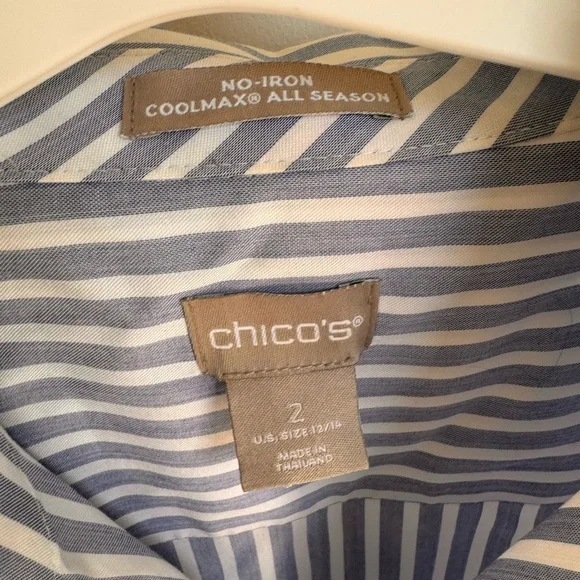 NO-IRON
COOLMAX® ALL SEASON
chico's®
2
U.S. SIZE 12/14
MADE IN
THAILAND